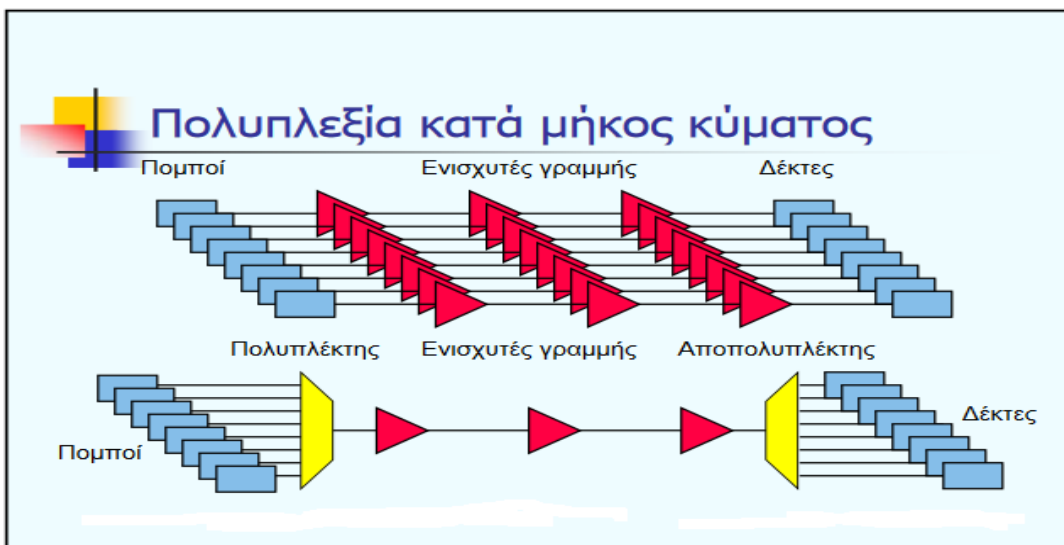 Πολυπλεξία κατά μήκος κύματος
Πομποί Ενισχυτές γραμμής Δέκτες
Πολυπλέκτης Ενισχυτές γραμμής Αποπολυπλέκτης
Δέκτες
Πομποί